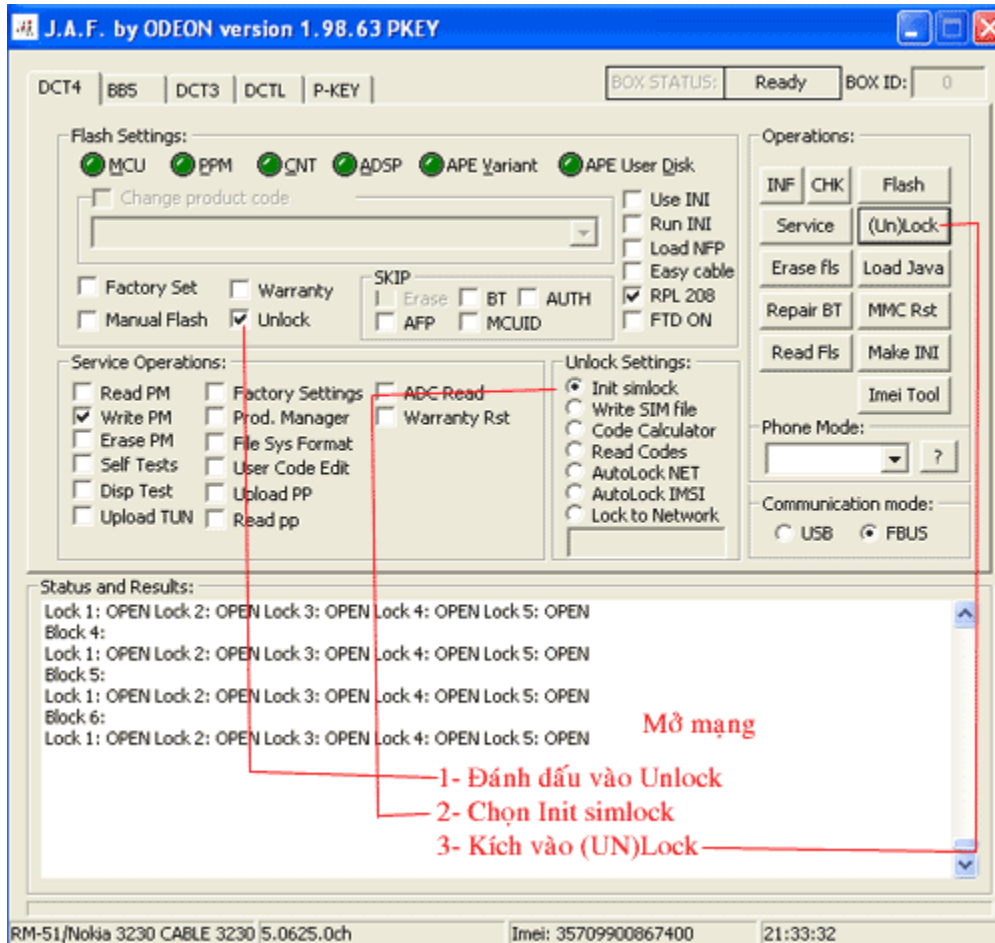 J.A.F. by ODEON version 1.98.63 PKEY
DCT4 BB5 DCT3 DCTL P-KEY
BOX STATUS: Ready BOX ID: 0
Flash Settings:
MCU PPM CNT ADSP APE Variant APE User Disk
Change product code
Use INI
Run INI
Load NFP
Easy cable
RPL 208
FTD ON
Factory Set Warranty
Manual Flash Unlock
SKIP
Erase BT AUTH
AFP MCUID
Operations:
INF CHK Flash
Service (Un)Lock
Erase fls Load Java
Repair BT MMC Rst
Read Fls Make INI
Imei Tool
Service Operations:
Read PM Factory Settings ADC Read
Write PM Prod. Manager Warranty Rst
Erase PM File Sys Format
Self Tests User Code Edit
Disp Test Upload PP
Upload TUN Read pp
Unlock Settings:
Init simlock
Write SIM file
Code Calculator
Read Codes
AutoLock NET
AutoLock IMSI
Lock to Network
Phone Mode:
?
Communication mode:
USB FBUS
Status and Results:
Lock 1: OPEN Lock 2: OPEN Lock 3: OPEN Lock 4: OPEN Lock 5: OPEN
Block 4:
Lock 1: OPEN Lock 2: OPEN Lock 3: OPEN Lock 4: OPEN Lock 5: OPEN
Block 5:
Lock 1: OPEN Lock 2: OPEN Lock 3: OPEN Lock 4: OPEN Lock 5: OPEN
Block 6:
Lock 1: OPEN Lock 2: OPEN Lock 3: OPEN Lock 4: OPEN Lock 5: OPEN
Mở mạng
1- Đánh dấu vào Unlock
2- Chọn Init simlock
3- Kích vào (UN)Lock
RM-51/Nokia 3230 CABLE 3230 5.0625.0ch Imei: 35709900867400 21:33:32